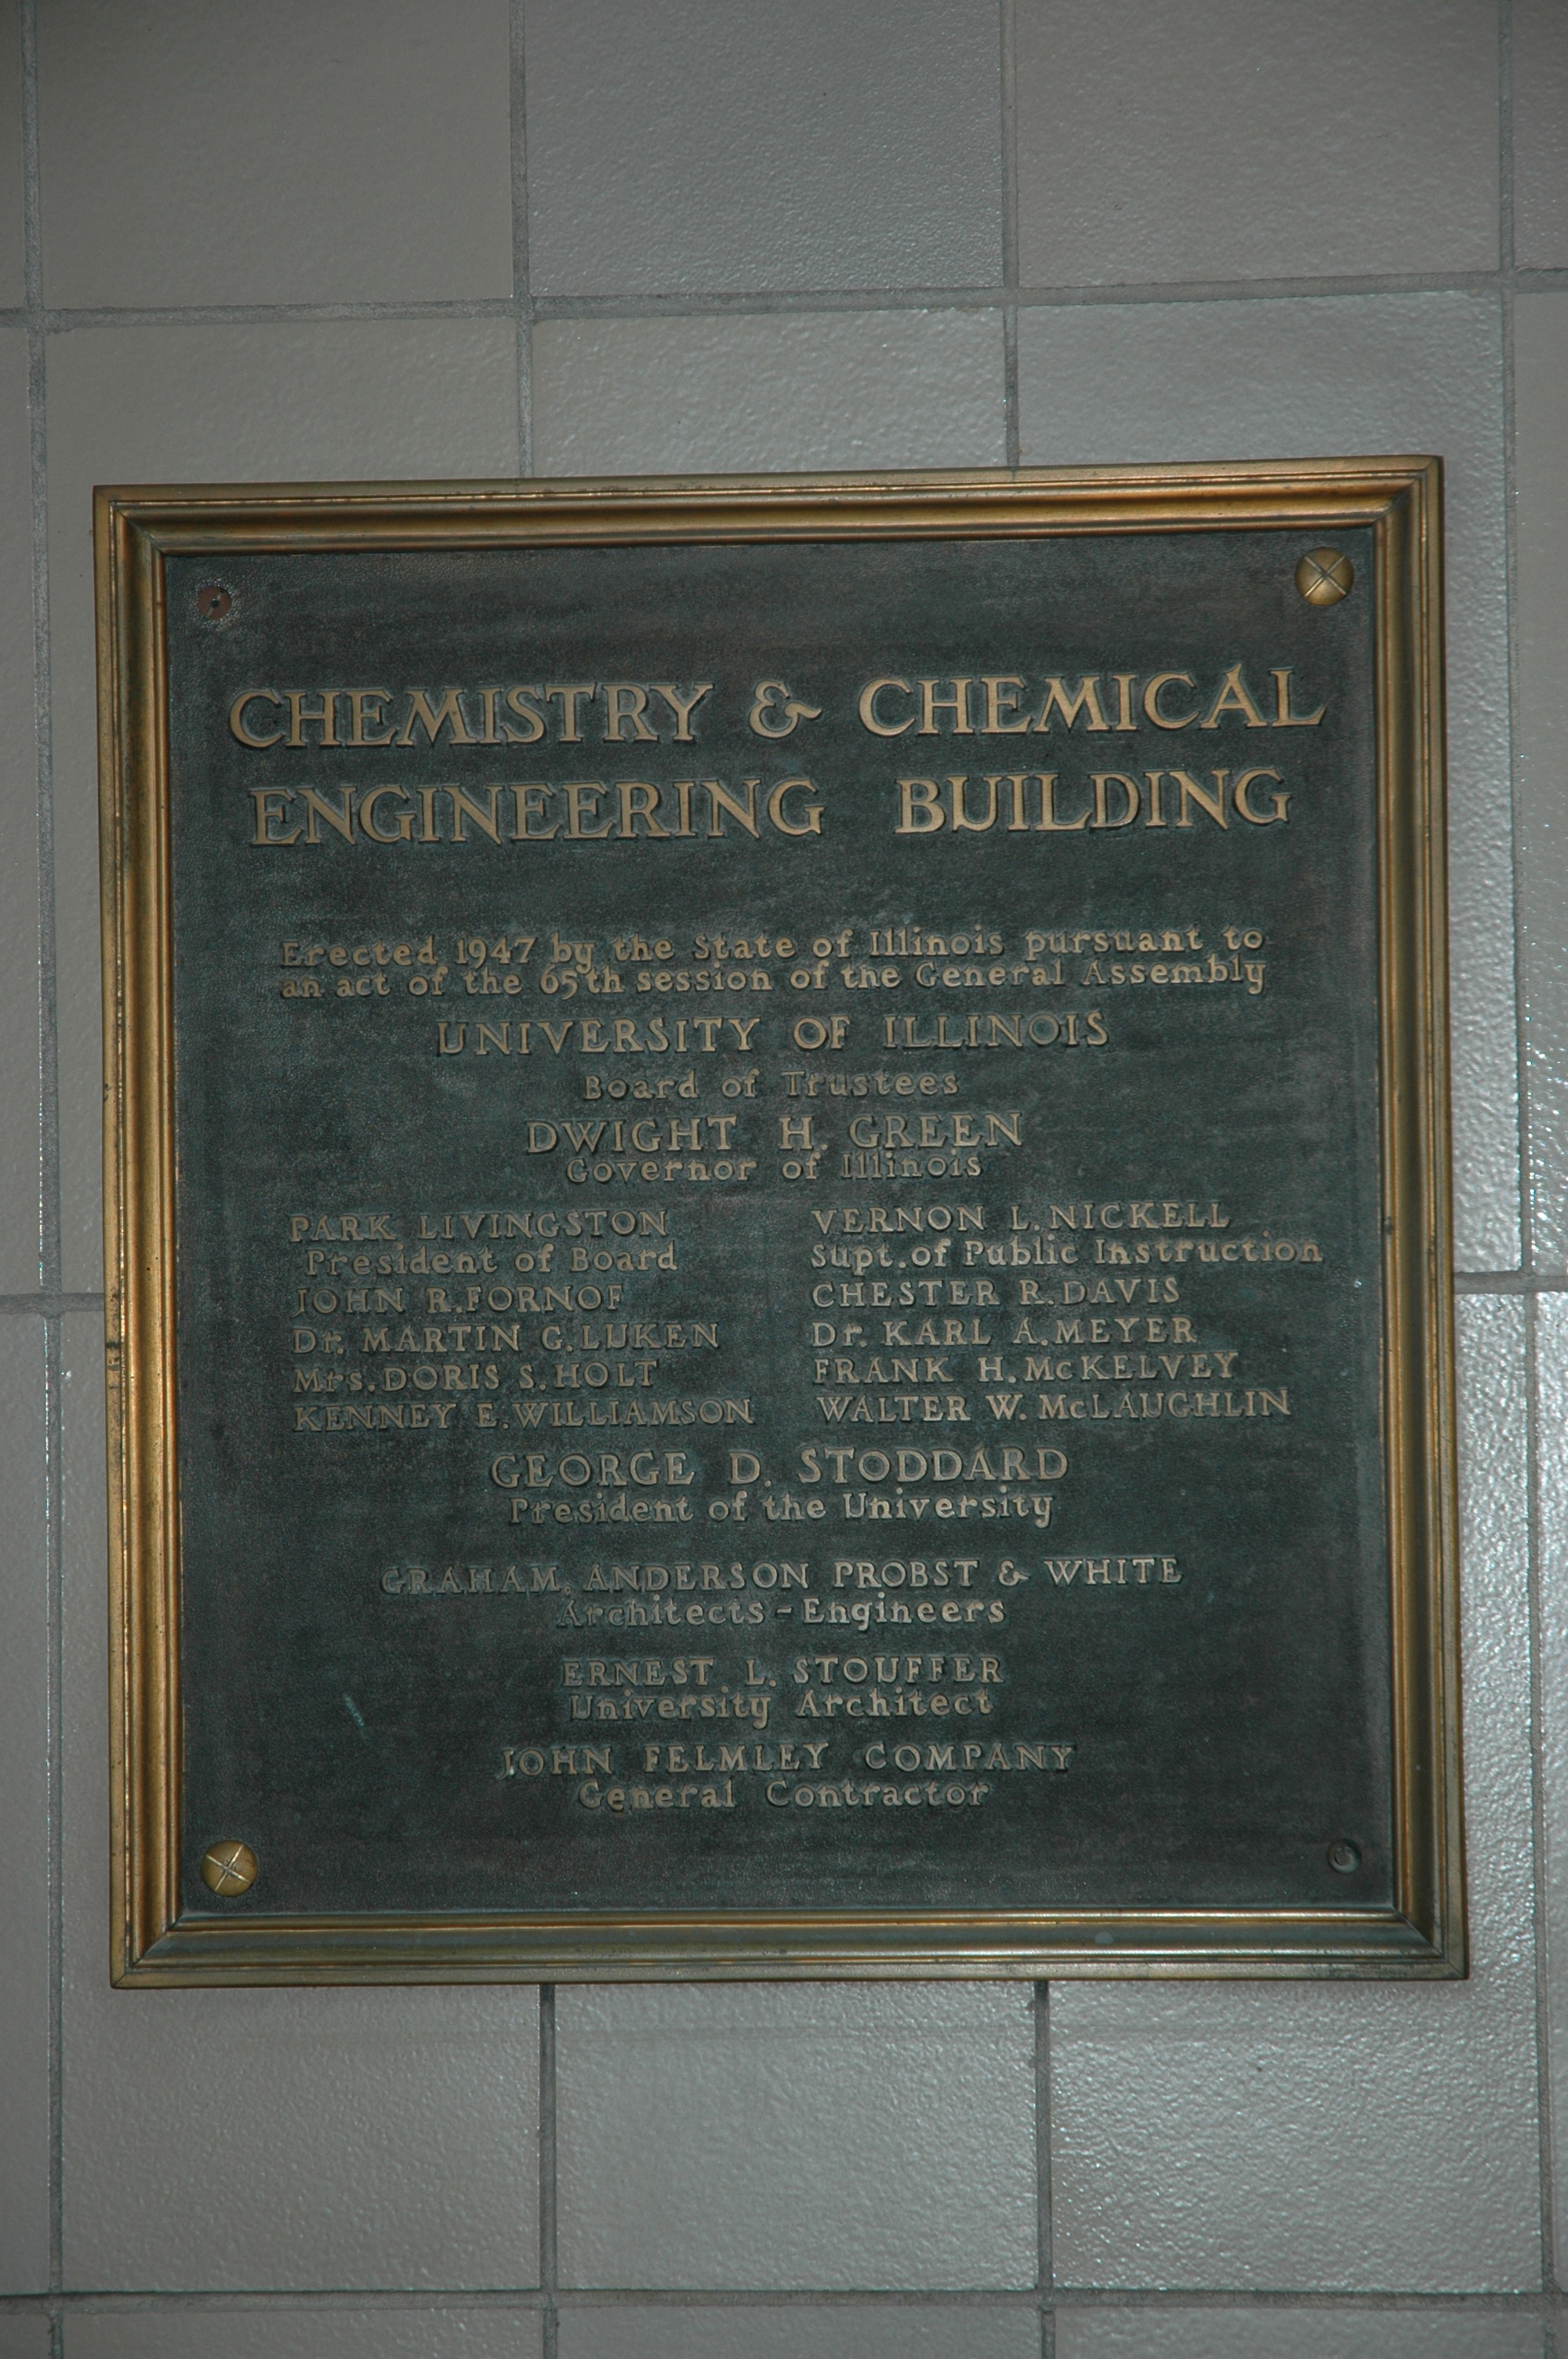 CHEMISTRY & CHEMICAL
ENGINEERING BUILDING
Erected 1947 by the State of Illinois pursuant to
an act of the 65th session of the General Assembly
UNIVERSITY OF ILLINOIS
Board of Trustees
DWIGHT H. GREEN
Governor of Illinois
PARK LIVINGSTON
President of Board
JOHN R. FORNOF
Dr. MARTIN G. LUKEN
Mrs. DORIS S. HOLT
KENNEY E. WILLIAMSON
VERNON L. NICKELL
Supt. of Public Instruction
CHESTER R. DAVIS
Dr. KARL A. MEYER
FRANK H. McKELVEY
WALTER W. McLAUGHLIN
GEORGE D. STODDARD
President of the University
GRAHAM, ANDERSON PROBST & WHITE
Architects - Engineers
ERNEST L. STOUFFER
University Architect
JOHN FELMLEY COMPANY
General Contractor